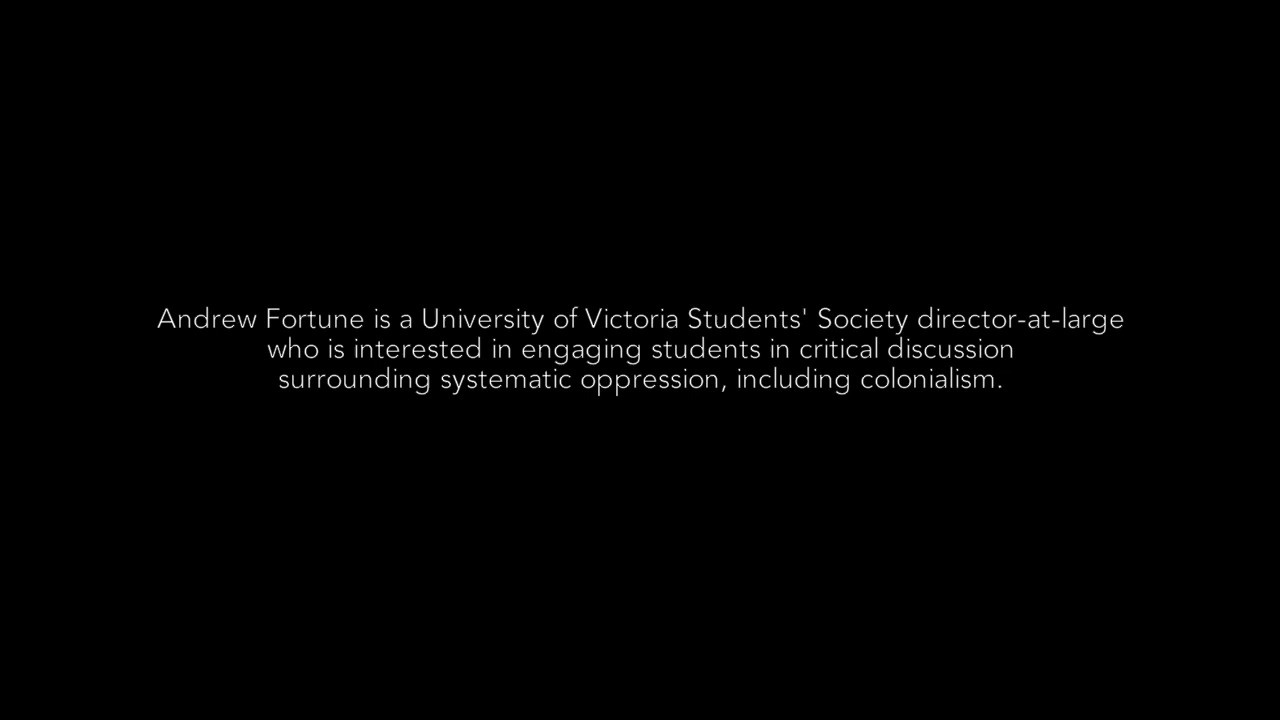 Andrew Fortune is a University of Victoria Students' Society director-at-large
who is interested in engaging students in critical discussion
surrounding systematic oppression, including colonialism.